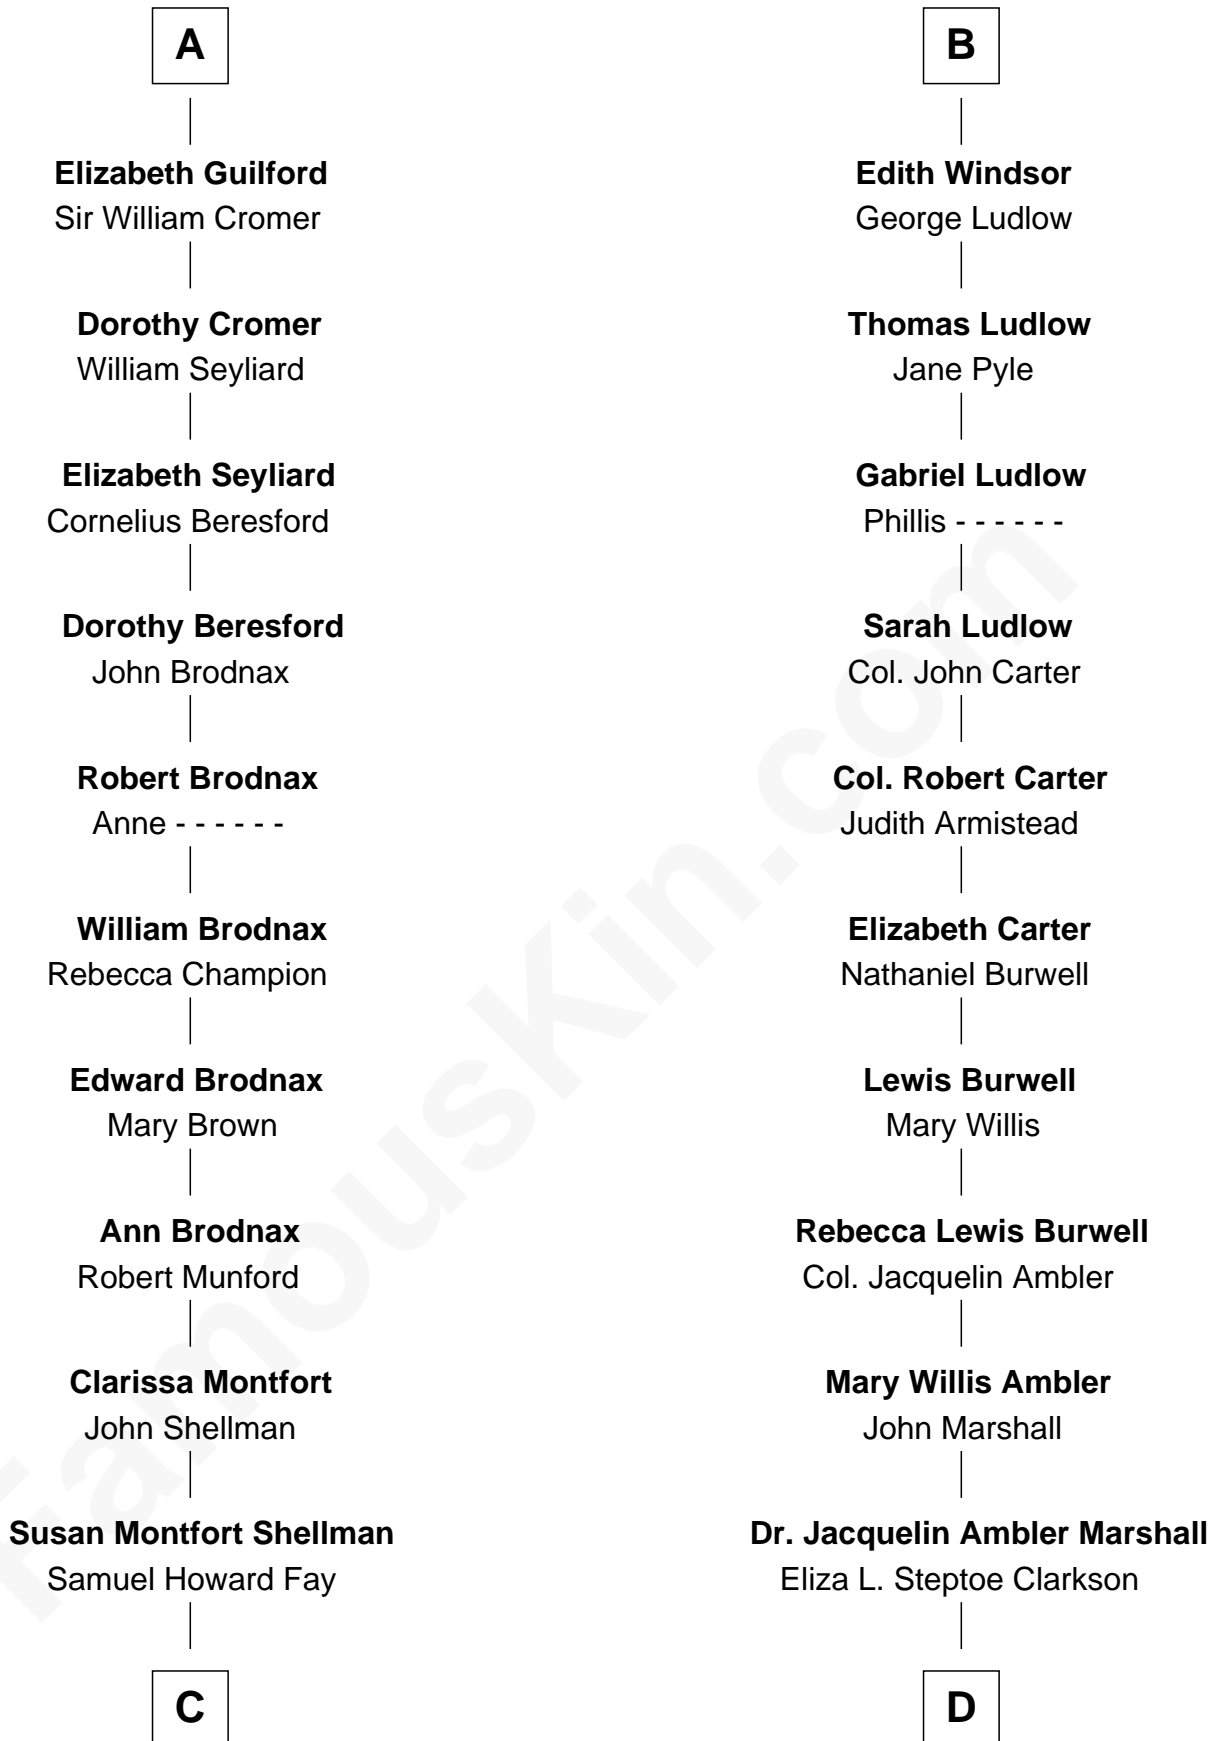 A
Elizabeth Guilford
Sir William Cromer
Dorothy Cromer
William Seyliard
Elizabeth Seyliard
Cornelius Beresford
Dorothy Beresford
John Brodnax
Robert Brodnax
Anne - - - - - -
William Brodnax
Rebecca Champion
Edward Brodnax
Mary Brown
Ann Brodnax
Robert Munford
Clarissa Montfort
John Shellman
Susan Montfort Shellman
Samuel Howard Fay
C
B
Edith Windsor
George Ludlow
Thomas Ludlow
Jane Pyle
Gabriel Ludlow
Phillis - - - - - -
Sarah Ludlow
Col. John Carter
Col. Robert Carter
Judith Armistead
Elizabeth Carter
Nathaniel Burwell
Lewis Burwell
Mary Willis
Rebecca Lewis Burwell
Col. Jacquelin Ambler
Mary Willis Ambler
John Marshall
Dr. Jacquelin Ambler Marshall
Eliza L. Steptoe Clarkson
D
FamousKin.com